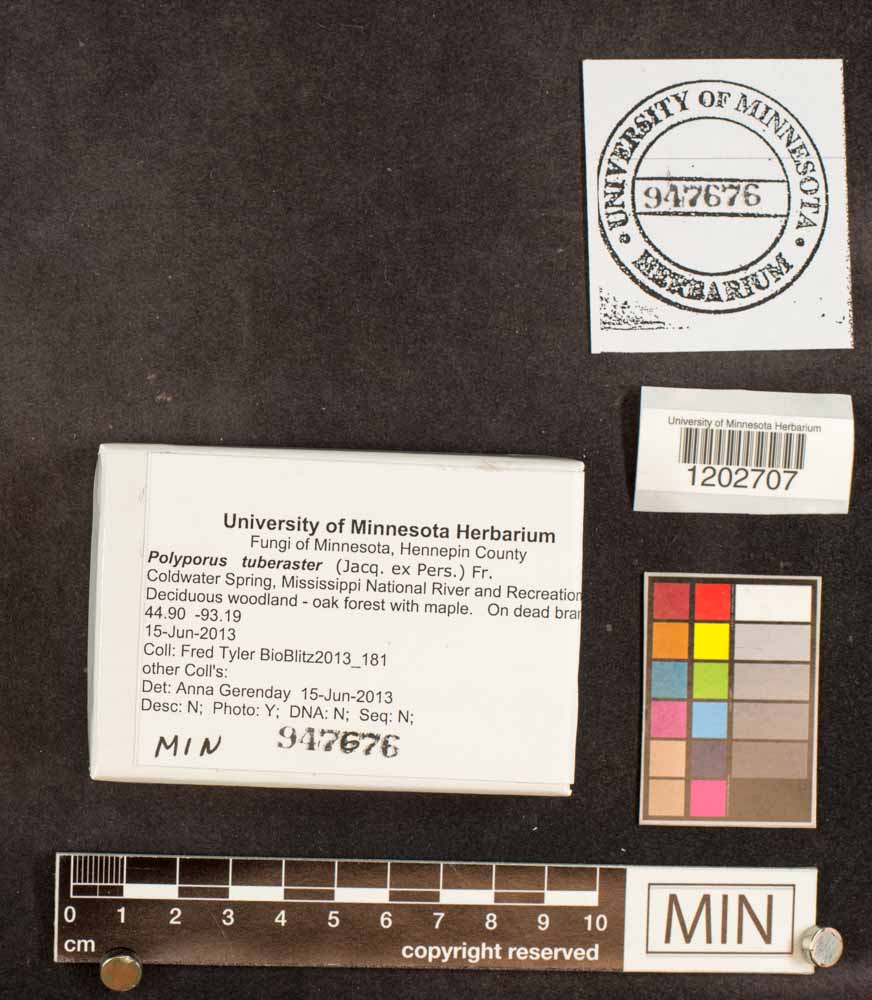 UNIVERSITY OF MINNESOTA
947676
HERBARIUM
University of Minnesota Herbarium
1202707
University of Minnesota Herbarium
Fungi of Minnesota, Hennepin County
Polyporus tuberaster (Jacq. ex Pers.) Fr.
Coldwater Spring, Mississippi National River and Recreation
Deciduous woodland - oak forest with maple. On dead bran
44.90 -93.19
15-Jun-2013
Coll: Fred Tyler BioBlitz2013_181
other Coll's:
Det: Anna Gerenday 15-Jun-2013
Desc: N; Photo: Y; DNA: N; Seq: N;
MIN 947676
0 1 2 3 4 5 6 7 8 9 10
cm
copyright reserved
MIN